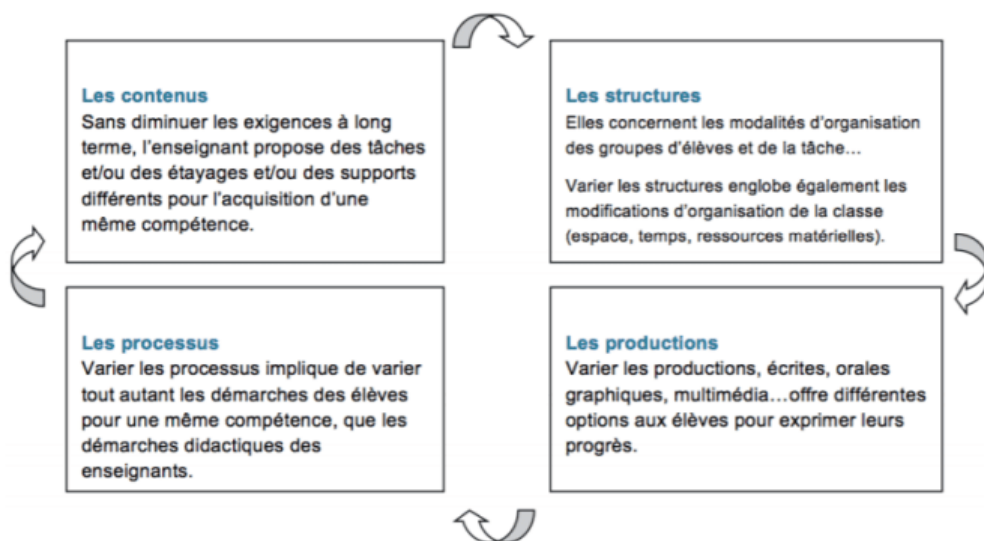 Les contenus
Sans diminuer les exigences à long
terme, l'enseignant propose des tâches
et/ou des étayages et/ou des supports
différents pour l'acquisition d'une
même compétence.
Les structures
Elles concernent les modalités d'organisation
des groupes d'élèves et de la tâche…
Varier les structures englobe également les
modifications d'organisation de la classe
(espace, temps, ressources matérielles).
Les processus
Varier les processus implique de varier
tout autant les démarches des élèves
pour une même compétence, que les
démarches didactiques des
enseignants.
Les productions
Varier les productions, écrites, orales
graphiques, multimédia…offre différentes
options aux élèves pour exprimer leurs
progrès.